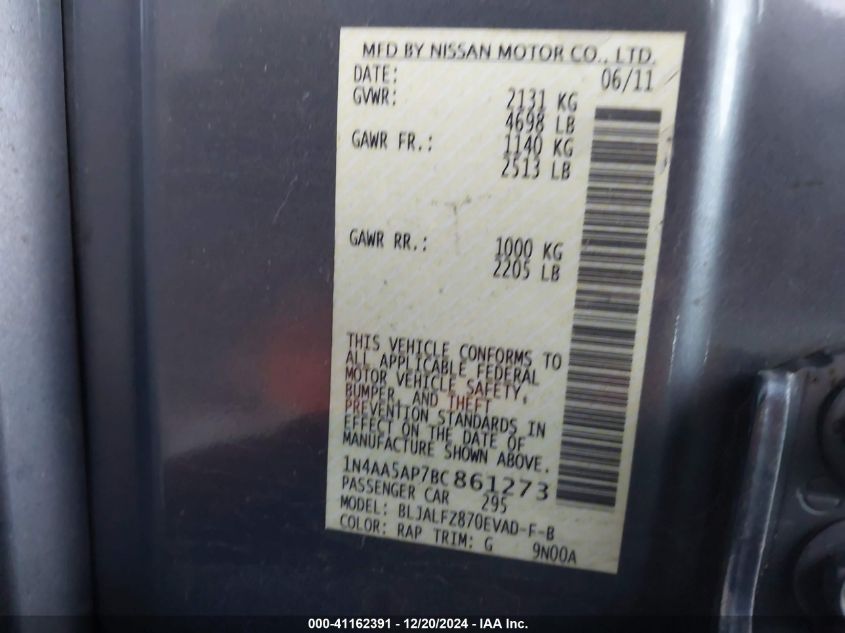 MFD BY NISSAN MOTOR CO., LTD.
DATE: 06/11
GVWR: 2131 KG
4698 LB
GAWR FR.: 1140 KG
2513 LB
GAWR RR.: 1000 KG
2205 LB
THIS VEHICLE CONFORMS TO
ALL APPLICABLE FEDERAL
MOTOR VEHICLE SAFETY,
BUMPER, AND THEFT
PREVENTION STANDARDS IN
EFFECT ON THE DATE OF
MANUFACTURE SHOWN ABOVE.
1N4AA5AP7BC861273
PASSENGER CAR 295
MODEL: BLJALFZ870EVAD-F-B
COLOR: RAP TRIM: G 9N00A
000-41162391 - 12/20/2024 - IAA Inc.